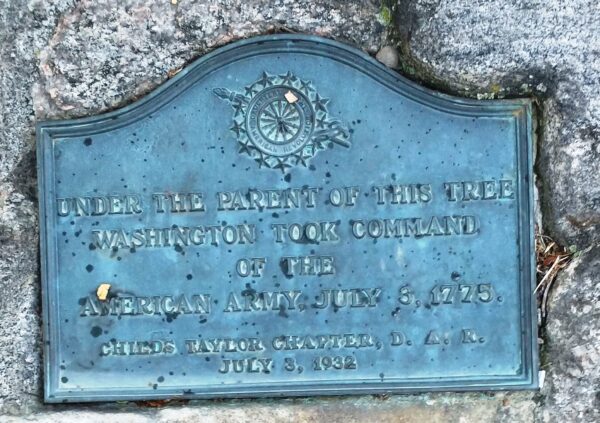 UNDER THE PARENT OF THIS TREE
WASHINGTON TOOK COMMAND
OF THE
AMERICAN ARMY, JULY 3, 1775.
CHILDS TAYLOR CHAPTER, D. A. R.
JULY 3, 1932